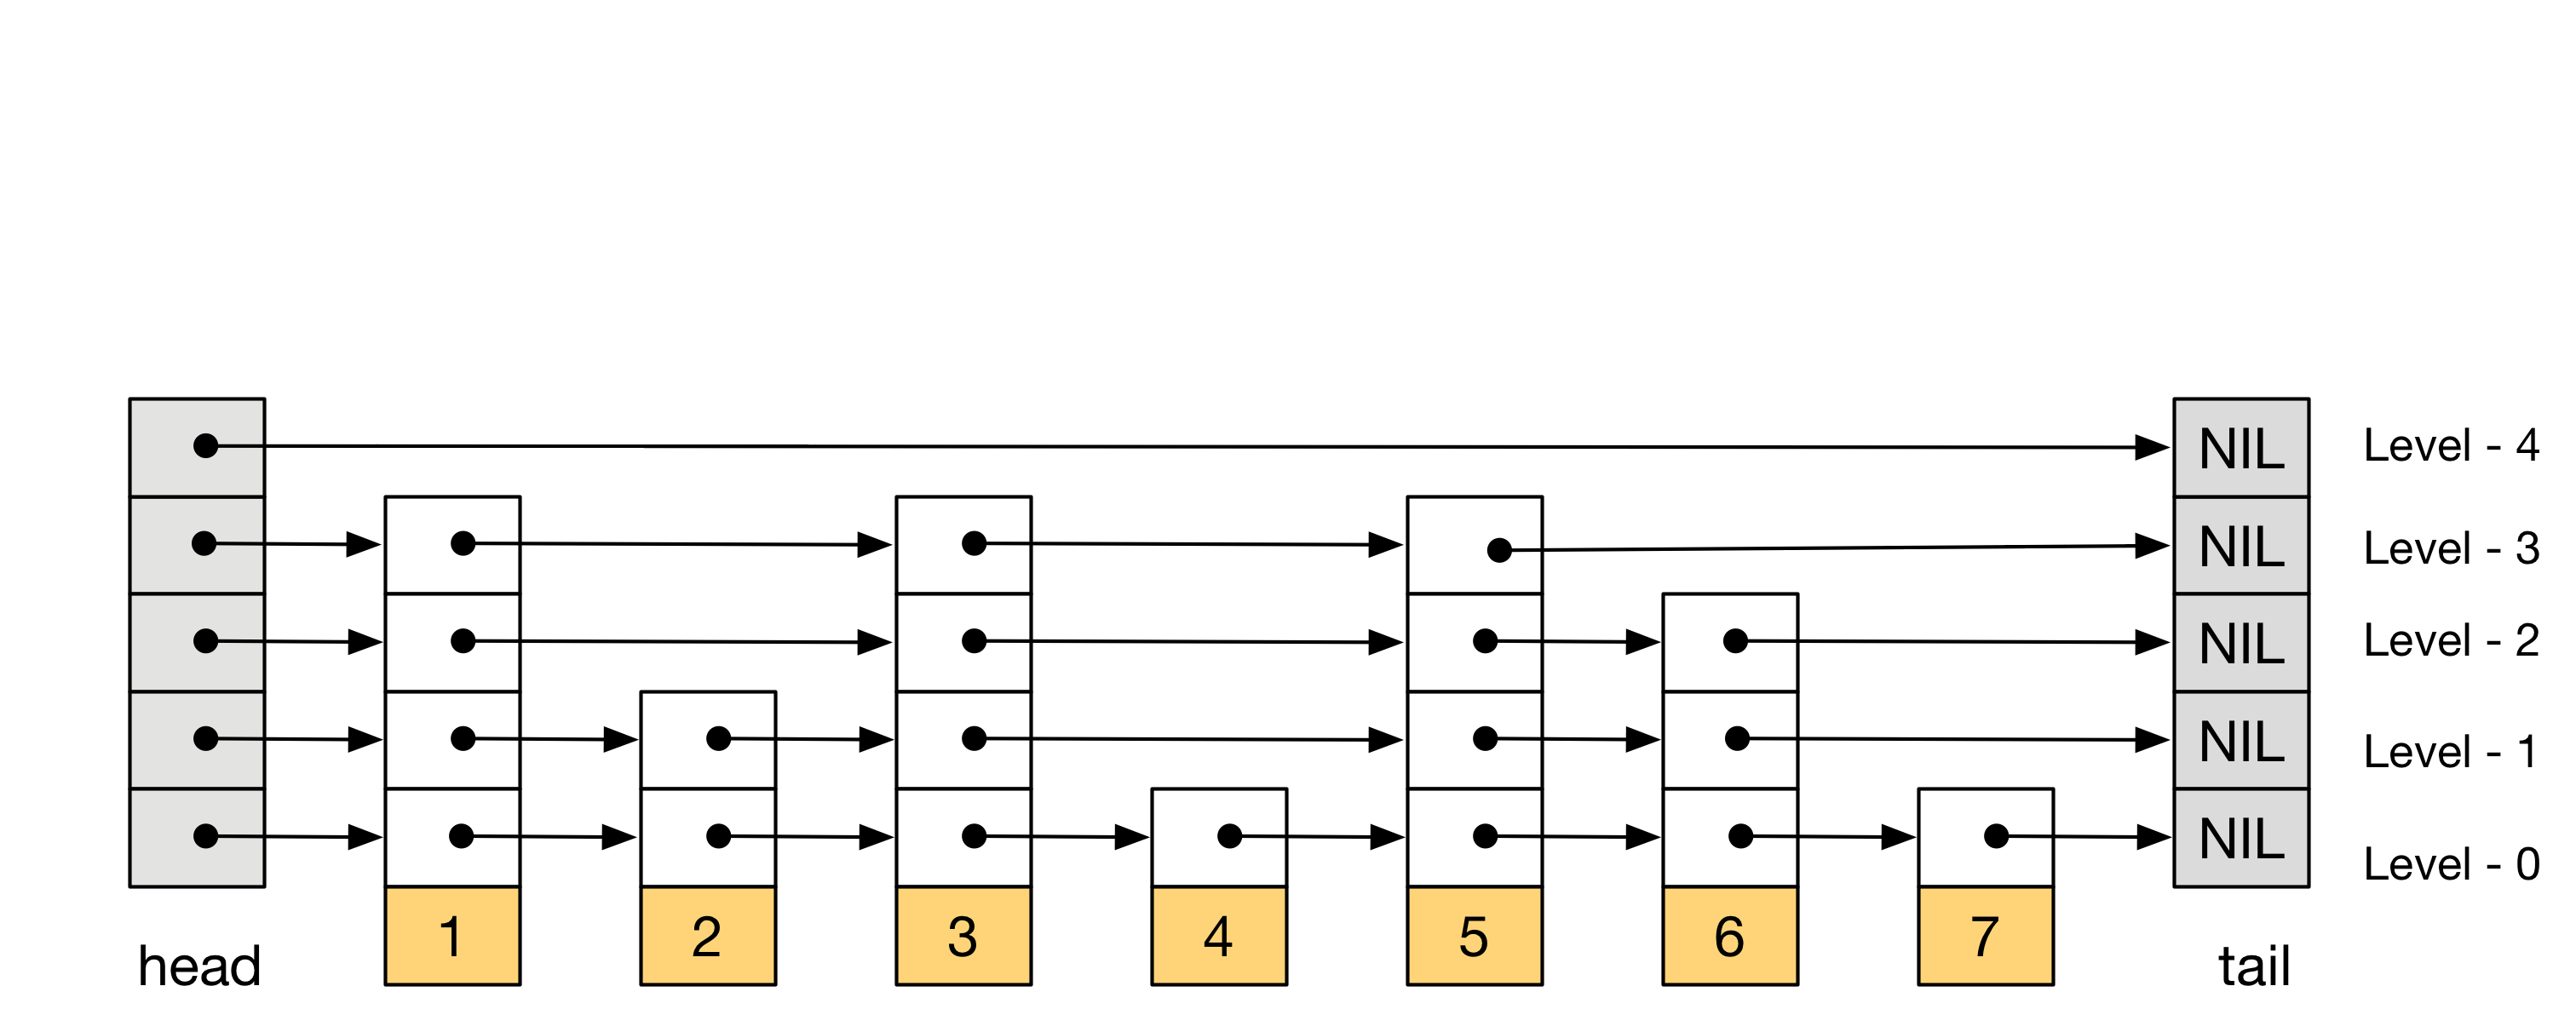 NIL Level - 4
NIL Level - 3
NIL Level - 2
NIL Level - 1
NIL Level - 0
1 2 3 4 5 6 7
head tail